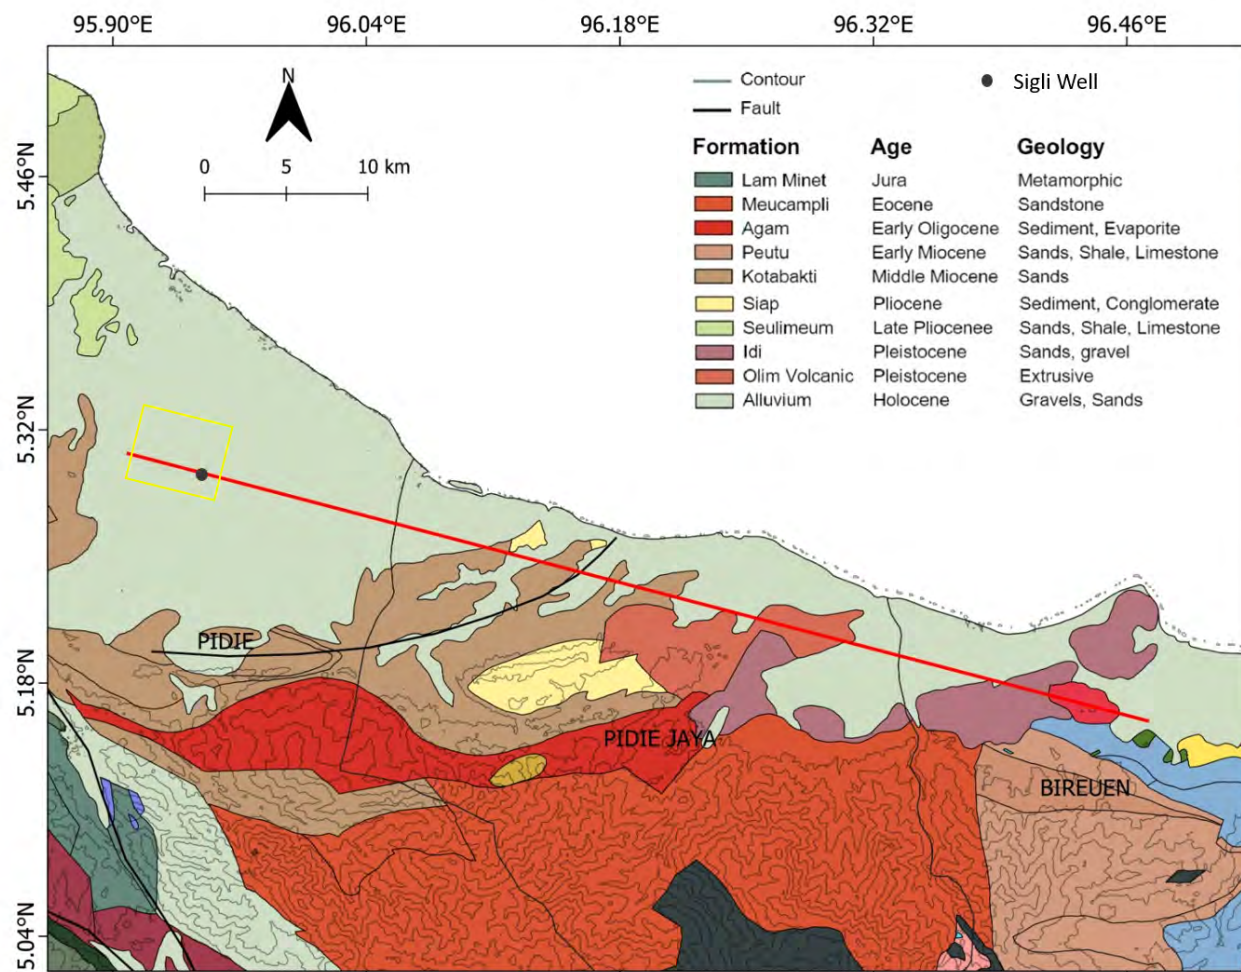 95.90°E 96.04°E 96.18°E 96.32°E 96.46°E
N
0 5 10 km
Contour
Fault
Sigli Well
Formation Age Geology
Lam Minet Jura Metamorphic
Meucampli Eocene Sandstone
Agam Early Oligocene Sediment, Evaporite
Peutu Early Miocene Sands, Shale, Limestone
Kotabakti Middle Miocene Sands
Siap Pliocene Sediment, Conglomerate
Seulimeum Late Pliocenee Sands, Shale, Limestone
Idi Pleistocene Sands, gravel
Olim Volcanic Pleistocene Extrusive
Alluvium Holocene Gravels, Sands
5.46°N
5.32°N
5.18°N
5.04°N
PIDIE
PIDIE JAYA
BIREUEN